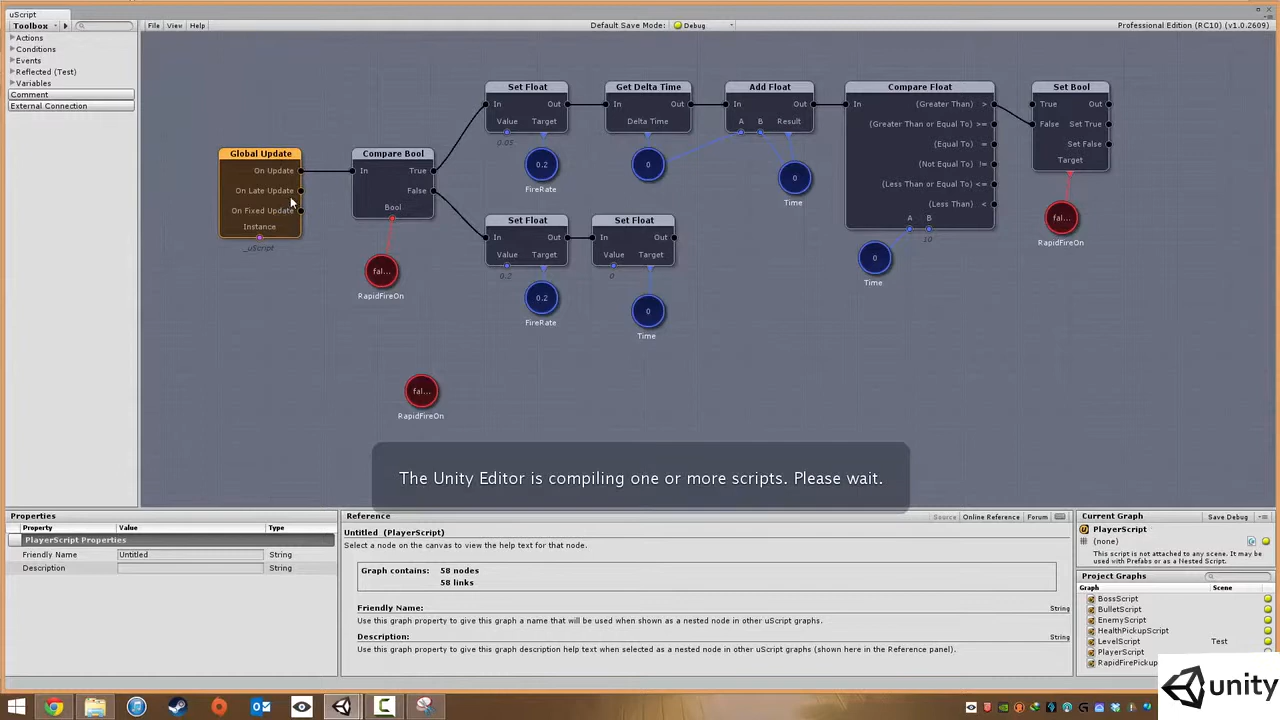 uScript
Toolbox
File View Help
Default Save Mode: Debug
Professional Edition (RC10) (v1.0.2609)
Actions
Conditions
Events
Reflected (Test)
Variables
Comment
External Connection
Global Update
On Update
On Late Update
On Fixed Update
Instance
_uScript
Compare Bool
In True
False
Bool
fal...
RapidFireOn
Set Float
In Out
Value Target
0.05
0.2
FireRate
Get Delta Time
In Out
Delta Time
0
Add Float
In Out
A B Result
0
Time
Compare Float
In (Greater Than) >
(Greater Than or Equal To) >=
(Equal To) =
(Not Equal To) !=
(Less Than or Equal To) <=
(Less Than) <
A B
10
0
Time
Set Bool
True Out
False Set True
Set False
Target
fal...
RapidFireOn
Set Float
In Out
Value Target
0.2
0.2
FireRate
Set Float
In Out
Value Target
0
0
Time
fal...
RapidFireOn
The Unity Editor is compiling one or more scripts. Please wait.
Properties
Property Value Type
PlayerScript Properties
Friendly Name Untitled String
Description String
Reference Source Online Reference Forum
Untitled (PlayerScript)
Select a node on the canvas to view the help text for that node.
Graph contains: 58 nodes
58 links
Friendly Name: String
Use this graph property to give this graph a name that will be used when shown as a nested node in other uScript graphs.
Description: String
Use this graph property to give this graph description help text when selected as a nested node in other uScript graphs (shown here in the Reference panel).
Current Graph Save Debug
PlayerScript
(none)
This script is not attached to any scene. It may be
used with Prefabs or as a Nested Script.
Project Graphs
Graph Scene
BossScript
BulletScript
EnemyScript
HealthPickupScript
LevelScript Test
PlayerScript
RapidFirePickup
unity